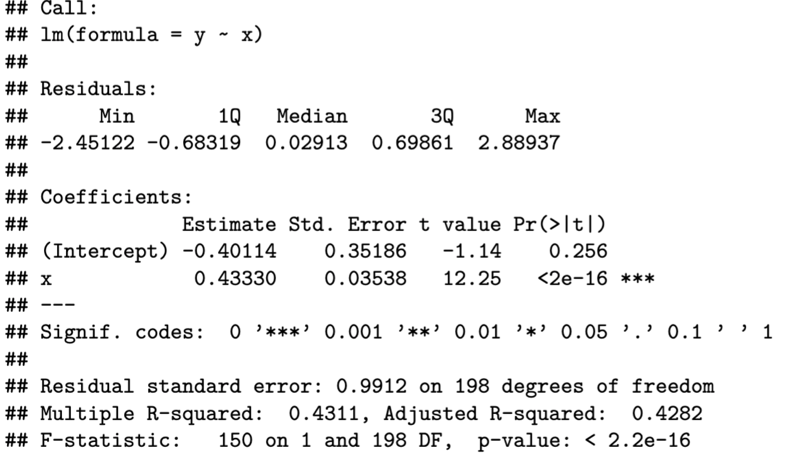 ## Call:
## lm(formula = y ~ x)
##
## Residuals:
##      Min       1Q   Median       3Q      Max
## -2.45122 -0.68319  0.02913  0.69861  2.88937
##
## Coefficients:
##             Estimate Std. Error t value Pr(>|t|)
## (Intercept) -0.40114    0.35186   -1.14    0.256
## x            0.43330    0.03538   12.25   <2e-16 ***
## ---
## Signif. codes:  0 ’***’ 0.001 ’**’ 0.01 ’*’ 0.05 ’.’ 0.1 ’ ’ 1
##
## Residual standard error: 0.9912 on 198 degrees of freedom
## Multiple R-squared:  0.4311, Adjusted R-squared:  0.4282
## F-statistic:   150 on 1 and 198 DF,  p-value: < 2.2e-16